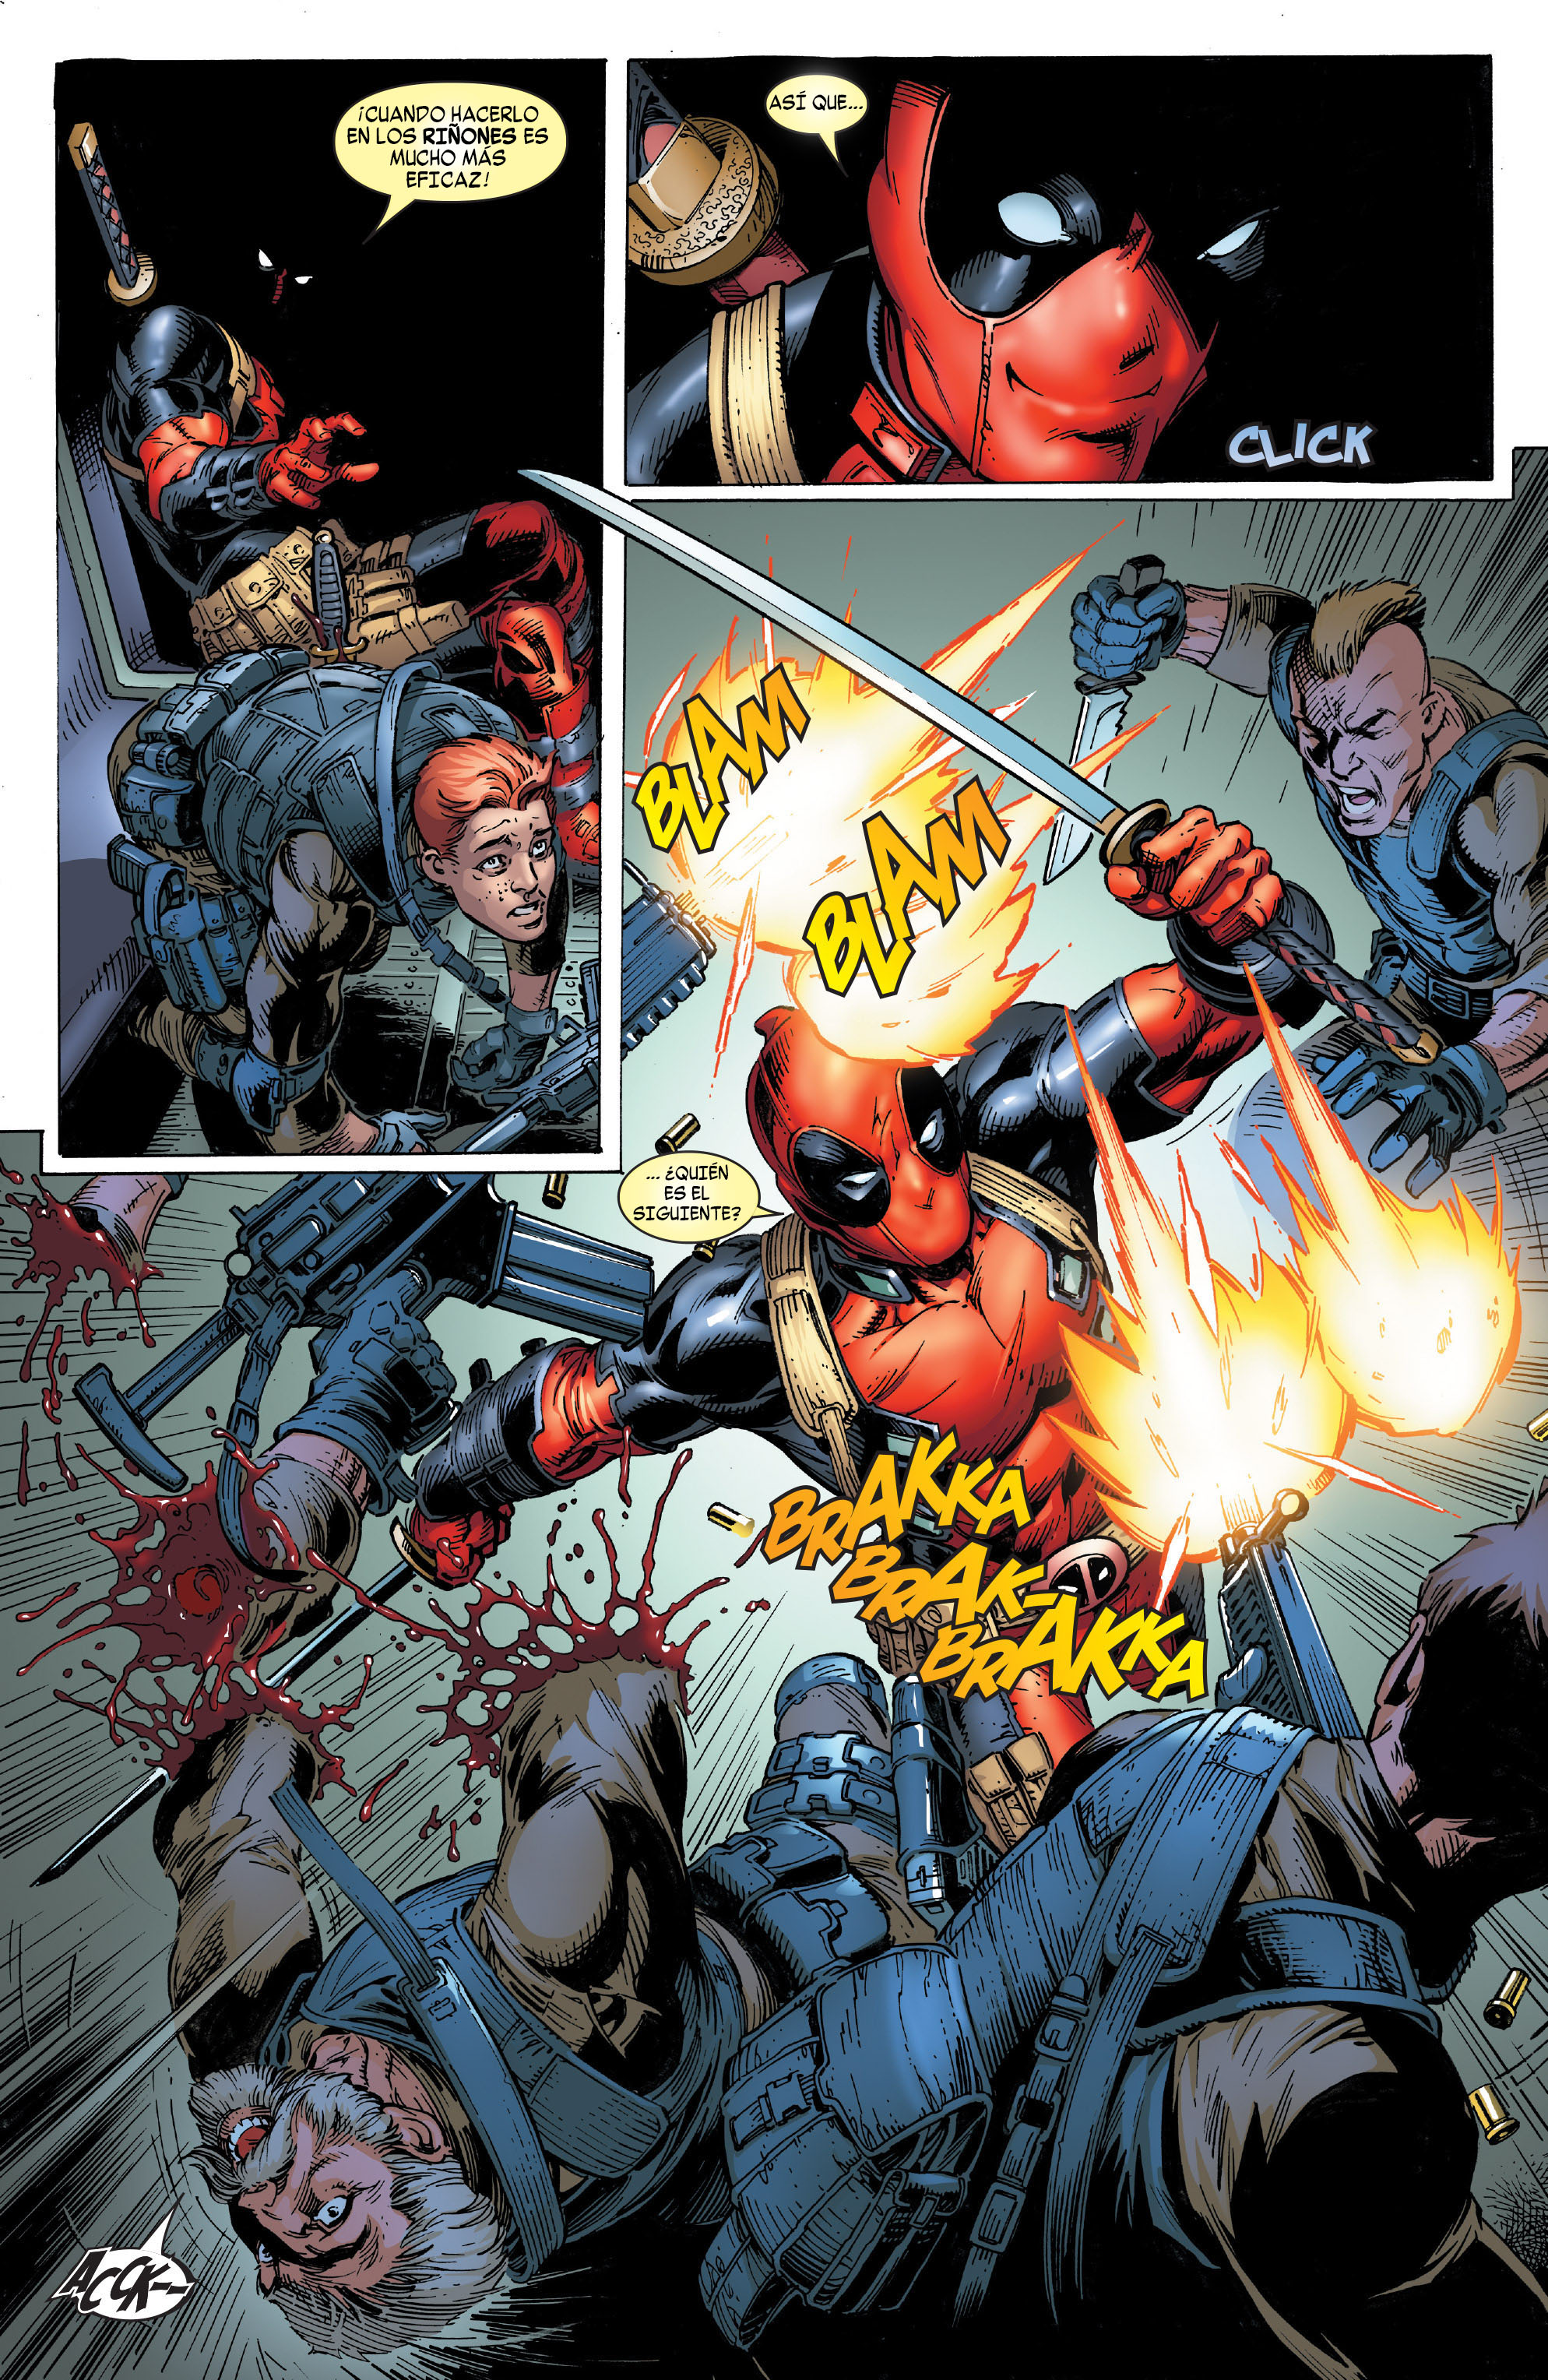 ¡CUANDO HACERLO
EN LOS RIÑONES ES
MUCHO MÁS
EFICAZ!
ASÍ QUE...
CLICK
BLAM
BLAM
... ¿QUIÉN
ES EL
SIGUIENTE?
BRAKKA
BRAK-
BRAKKA
ACCK--